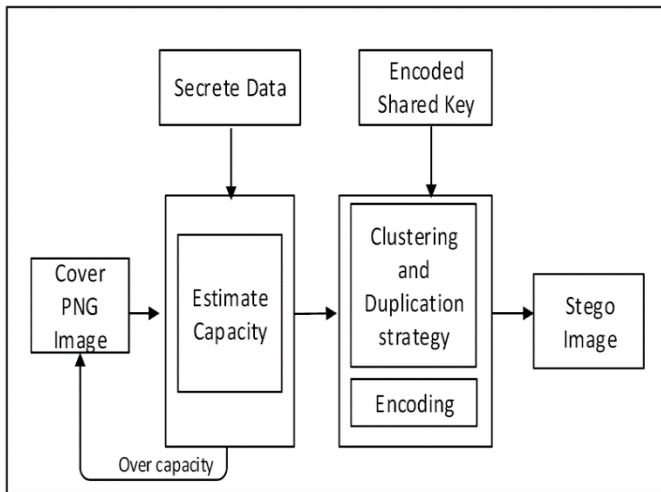 Secrete Data
Encoded
Shared Key
Cover
PNG
Image
Estimate
Capacity
Clustering
and
Duplication
strategy
Encoding
Stego
Image
Over capacity